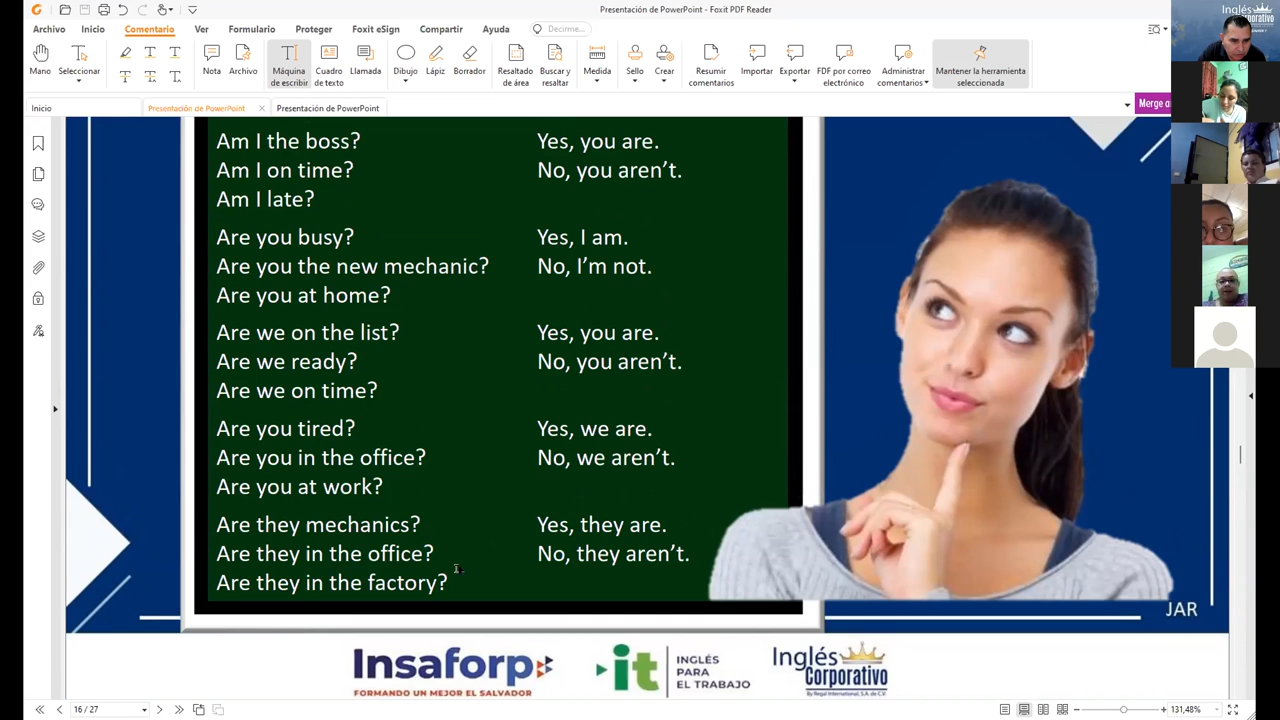 Presentación de PowerPoint - Foxit PDF Reader
Archivo Inicio Comentario Ver Formulario Proteger Foxit eSign Compartir Ayuda Decirme...
Mano Seleccionar Nota Archivo Máquina de escribir Cuadro de texto Llamada Dibujo Lápiz Borrador Resaltado de área Buscar y resaltar Medida Sello Crear Resumir comentarios Importar Exportar FDP por correo electrónico Administrar comentarios Mantener la herramienta seleccionada
Inicio Presentación de PowerPoint Presentación de PowerPoint
Merge
Inglés
Corporativo
Am I the boss? Yes, you are.
Am I on time? No, you aren't.
Am I late?
Are you busy? Yes, I am.
Are you the new mechanic? No, I'm not.
Are you at home?
Are we on the list? Yes, you are.
Are we ready? No, you aren't.
Are we on time?
Are you tired? Yes, we are.
Are you in the office? No, we aren't.
Are you at work?
Are they mechanics? Yes, they are.
Are they in the office? No, they aren't.
Are they in the factory?
JAR
Insaforp
FORMANDO UN MEJOR EL SALVADOR
it
INGLÉS
PARA
EL TRABAJO
Inglés
Corporativo
By Regal International, S.A. de C.V.
16 / 27 131,48%